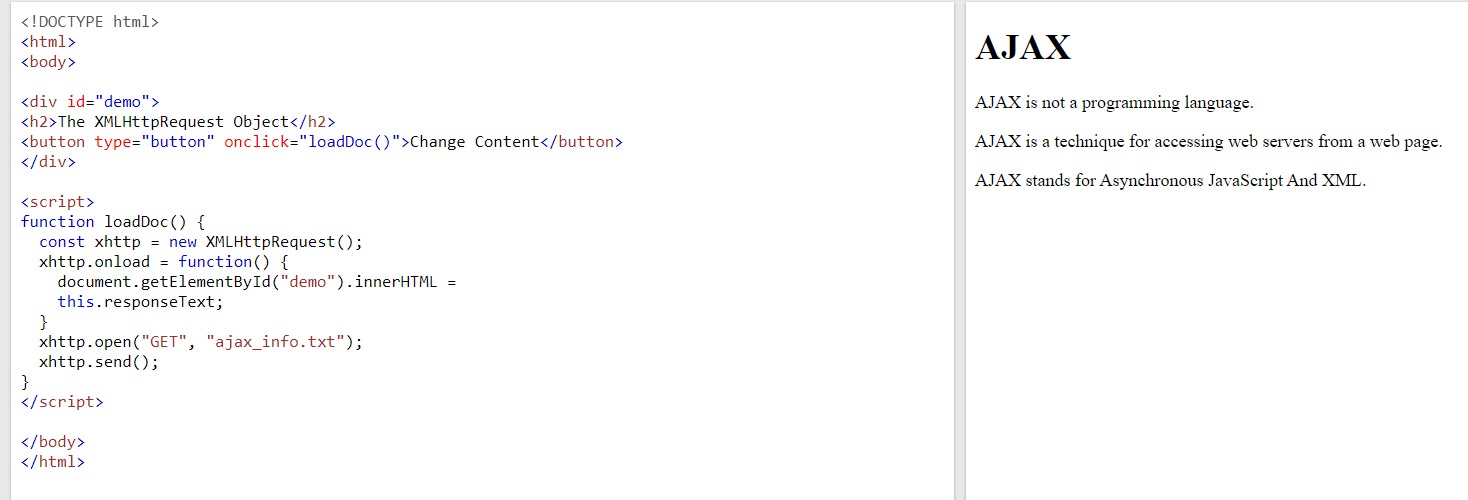 <!DOCTYPE html>
<html>
<body>
<div id="demo">
<h2>The XMLHttpRequest Object</h2>
<button type="button" onclick="loadDoc()">Change Content</button>
</div>
<script>
function loadDoc() {
  const xhttp = new XMLHttpRequest();
  xhttp.onload = function() {
    document.getElementById("demo").innerHTML =
    this.responseText;
  }
  xhttp.open("GET", "ajax_info.txt");
  xhttp.send();
}
</script>
</body>
</html>
AJAX
AJAX is not a programming language.
AJAX is a technique for accessing web servers from a web page.
AJAX stands for Asynchronous JavaScript And XML.